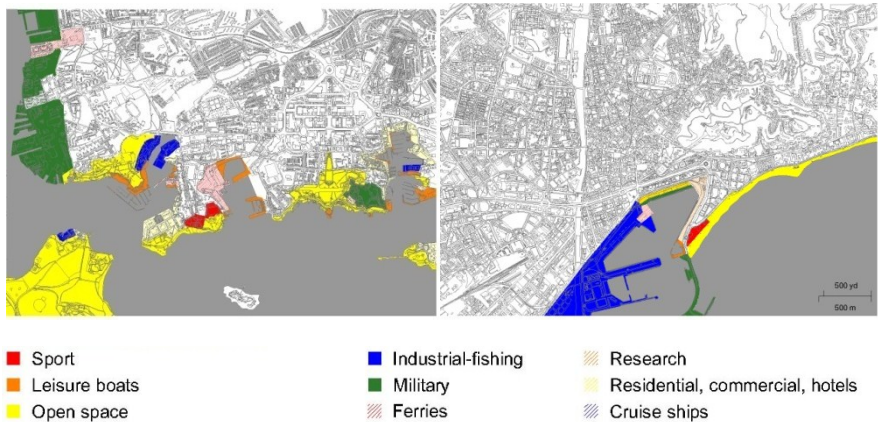 500 yd
500 m
Sport
Industrial-fishing
Research
Leisure boats
Military
Residential, commercial, hotels
Open space
Ferries
Cruise ships